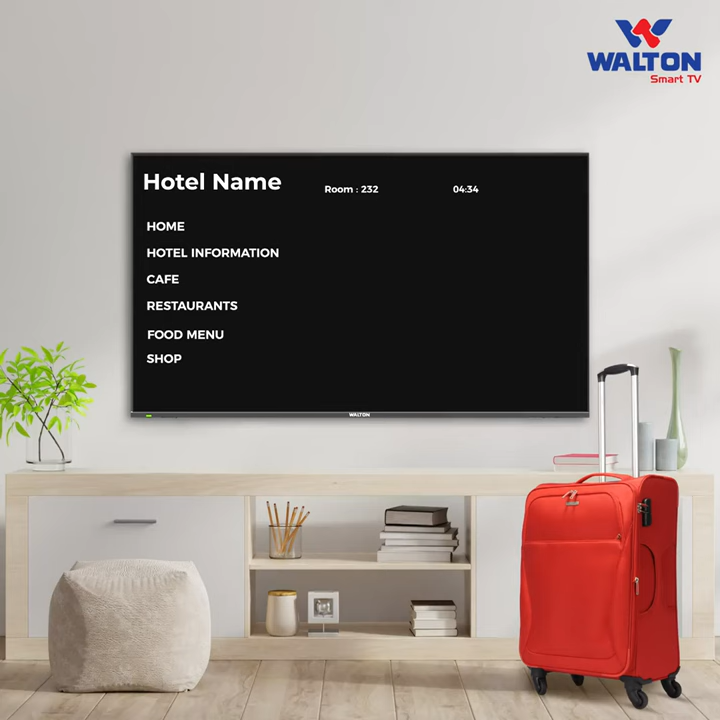 WALTON
Smart TV
Hotel Name
Room : 232
04:34
HOME
HOTEL INFORMATION
CAFE
RESTAURANTS
FOOD MENU
SHOP
WALTON